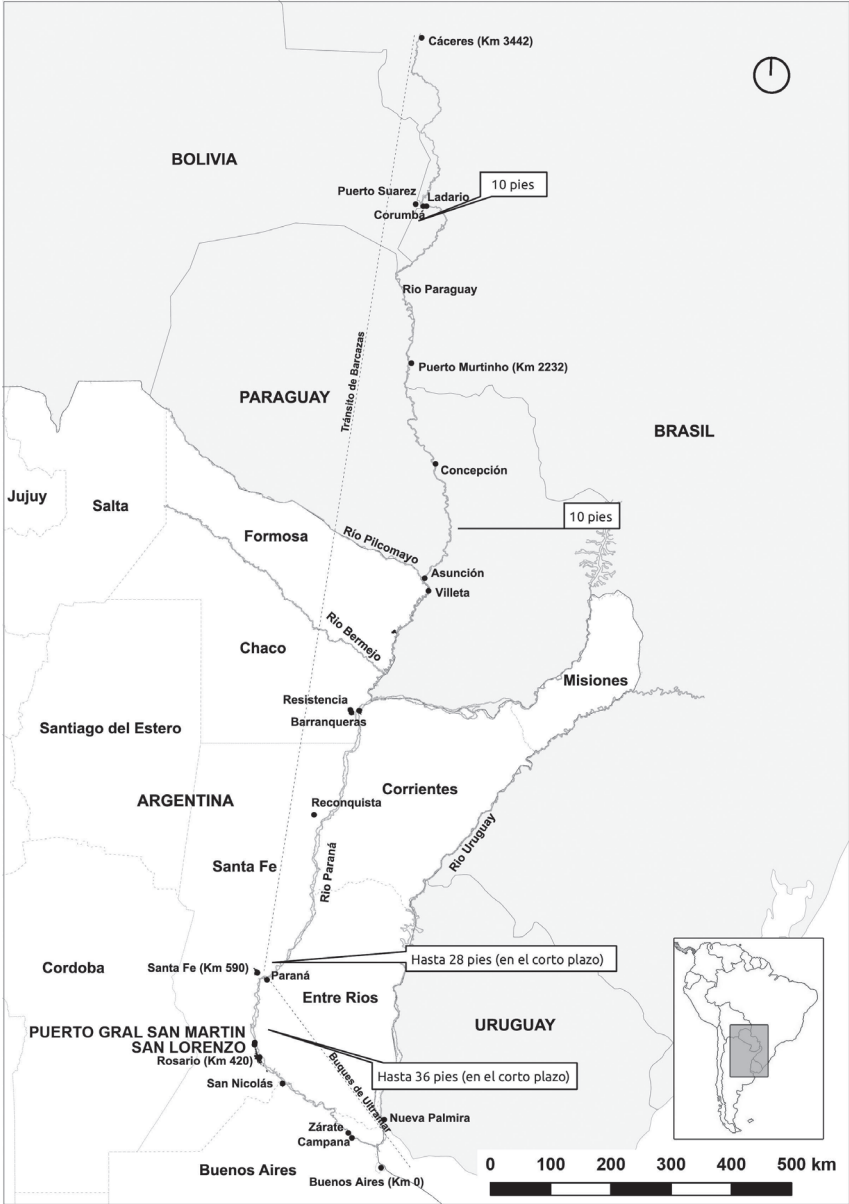 Cáceres (Km 3442)
BOLIVIA
10 pies
Puerto Suarez
Ladario
Corumbá
Rio Paraguay
Tránsito de Barcazas
Puerto Murtinho (Km 2232)
PARAGUAY
BRASIL
Concepción
Jujuy
Salta
10 pies
Formosa
Río Pilcomayo
Asunción
Villeta
Rio Bermejo
Chaco
Misiones
Resistencia
Barranqueras
Santiago del Estero
Corrientes
ARGENTINA
Reconquista
Rio Uruguay
Santa Fe
Río Paraná
Hasta 28 pies (en el corto plazo)
Cordoba
Santa Fe (Km 590)
Paraná
Entre Rios
URUGUAY
PUERTO GRAL SAN MARTIN
SAN LORENZO
Rosario (Km 420)
Hasta 36 pies (en el corto plazo)
Buques de Ultramar
San Nicolás
Nueva Palmira
Zárate
Campana
Buenos Aires
Buenos Aires (Km 0)
0 100 200 300 400 500 km